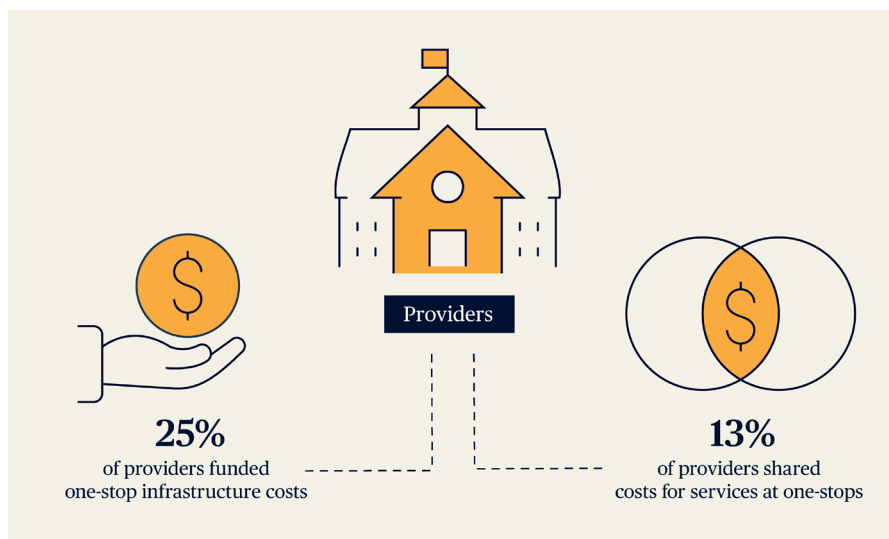 $
Providers
$
25%
of providers funded
one-stop infrastructure costs
13%
of providers shared
costs for services at one-stops